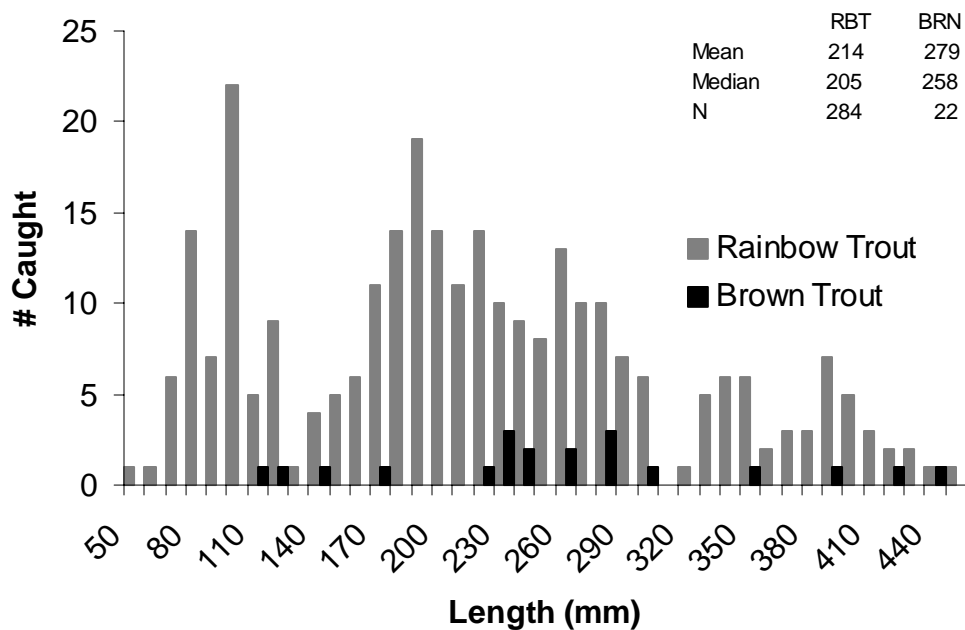 RBT BRN
Mean 214 279
Median 205 258
N 284 22
25
20
15
10
5
0
# Caught
Rainbow Trout
Brown Trout
50 80 110 140 170 200 230 260 290 320 350 380 410 440
Length (mm)